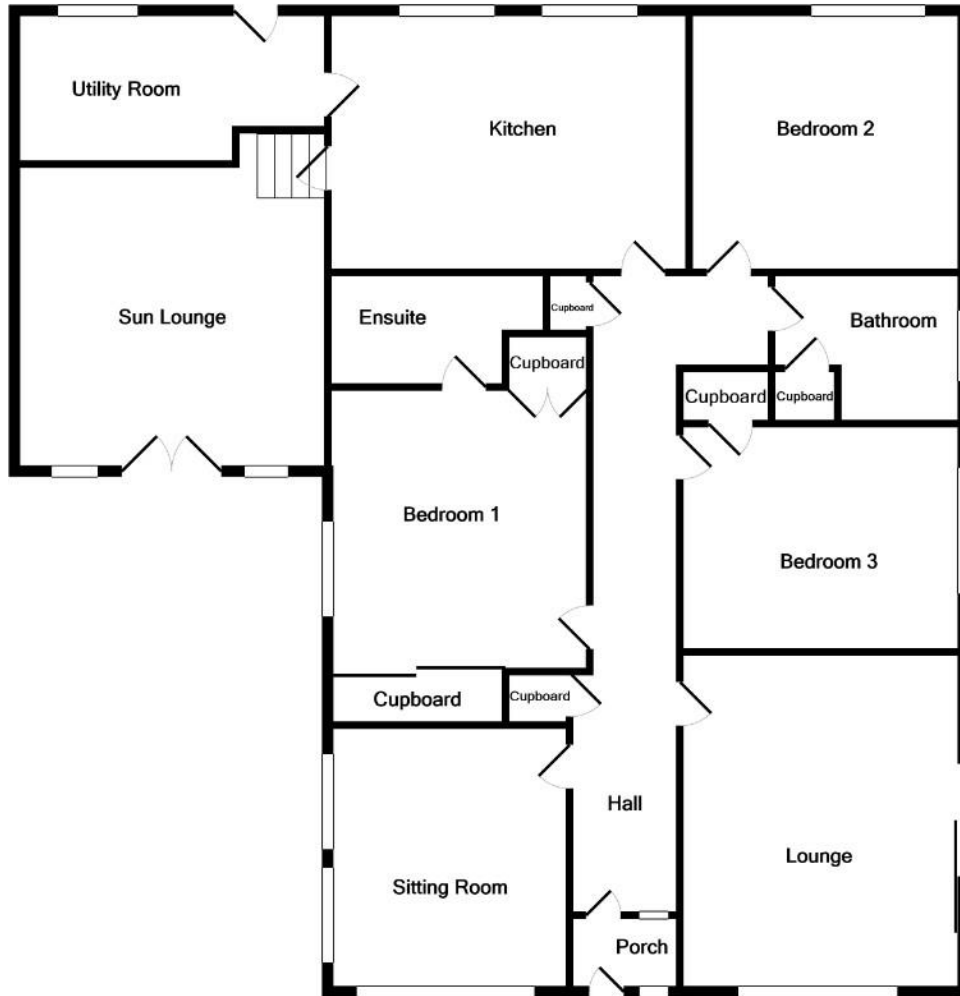 Utility Room
Kitchen
Bedroom 2
Sun Lounge
Ensuite
Cupboard
Bathroom
Cupboard
Cupboard
Cupboard
Bedroom 1
Bedroom 3
Cupboard
Cupboard
Hall
Lounge
Sitting Room
Porch